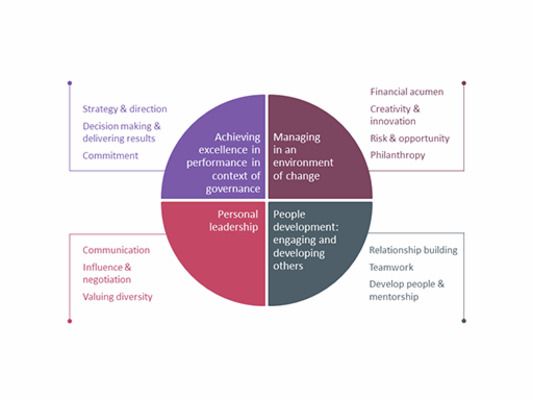 Strategy & direction
Decision making &
delivering results
Commitment
Achieving
excellence in
performance in
context of
governance
Managing
in an
environment
of change
Financial acumen
Creativity &
innovation
Risk & opportunity
Philanthropy
Communication
Influence &
negotiation
Valuing diversity
Personal
leadership
People
development:
engaging and
developing
others
Relationship building
Teamwork
Develop people &
mentorship